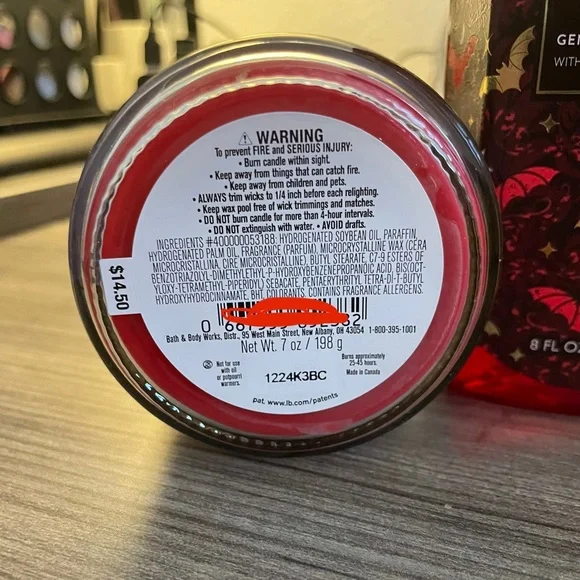 WARNING
To prevent FIRE and SERIOUS INJURY:
• Burn candle within sight.
• Keep away from things that can catch fire.
• Keep away from children and pets.
• ALWAYS trim wicks to 1/4 inch before each relighting.
• Keep wax pool free of wick trimmings and matches.
• DO NOT burn candle for more than 4-hour intervals.
• DO NOT extinguish with water. • AVOID drafts.
INGREDIENTS #400000053188: HYDROGENATED SOYBEAN OIL, PARAFFIN,
HYDROGENATED PALM OIL, FRAGRANCE (PARFUM), MICROCRYSTALLINE WAX (CERA
MICROCRISTALLINA, CIRE MICROCRISTALLINE), BUTYL STEARATE, C7-9 ESTERS OF
BENZOTRIAZOLYL-DIMETHYLETHYL-P-HYDROXYBENZENEPROPANOIC ACID, BIS(OCT-
YLOXY-TETRAMETHYL-PIPERIDYL) SEBACATE, PENTAERYTHRITYL TETRA-DI-T-BUTYL
HYDROXYHYDROCINNAMATE, BHT, COLORANTS. CONTAINS FRAGRANCE ALLERGENS.
0
2
Bath & Body Works, Distr., 95 West Main Street, New Albany, OH 43054 1-800-395-1001
Net Wt. 7 oz / 198 g
Not for use
with oil
or potpourri
warmers.
1224K3BC
Burns approximately
25-45 hours.
Made in Canada
pat. www.lb.com/patents
$14.50
GE
WITH
8 FL O